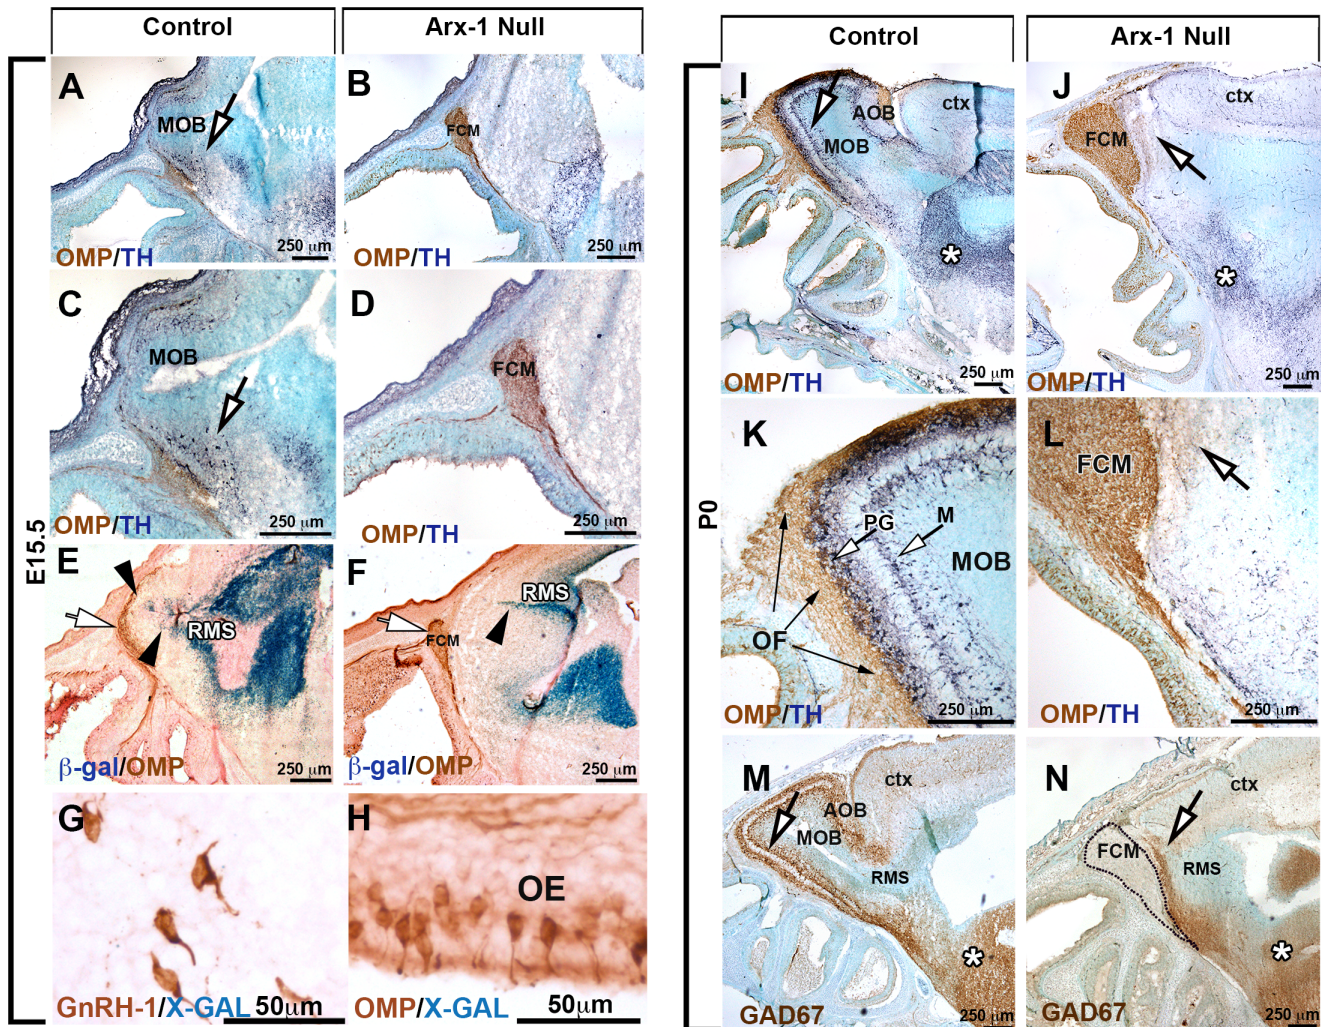 Control
Arx-1 Null
E15.5
A
MOB
250 µm
OMP/TH
B
FCM
250 µm
OMP/TH
C
MOB
250 µm
OMP/TH
D
FCM
250 µm
OMP/TH
E
RMS
250 µm
β-gal/OMP
F
RMS
FCM
250 µm
β-gal/OMP
G
GnRH-1/X-GAL
50µm
H
OE
OMP/X-GAL
50µm
Control
Arx-1 Null
P0
I
AOB
ctx
MOB
*
250 µm
OMP/TH
J
ctx
FCM
*
250 µm
OMP/TH
K
PG
M
MOB
OF
250 µm
OMP/TH
L
FCM
250 µm
OMP/TH
M
ctx
AOB
MOB
RMS
*
250 µm
GAD67
N
ctx
FCM
RMS
*
250 µm
GAD67